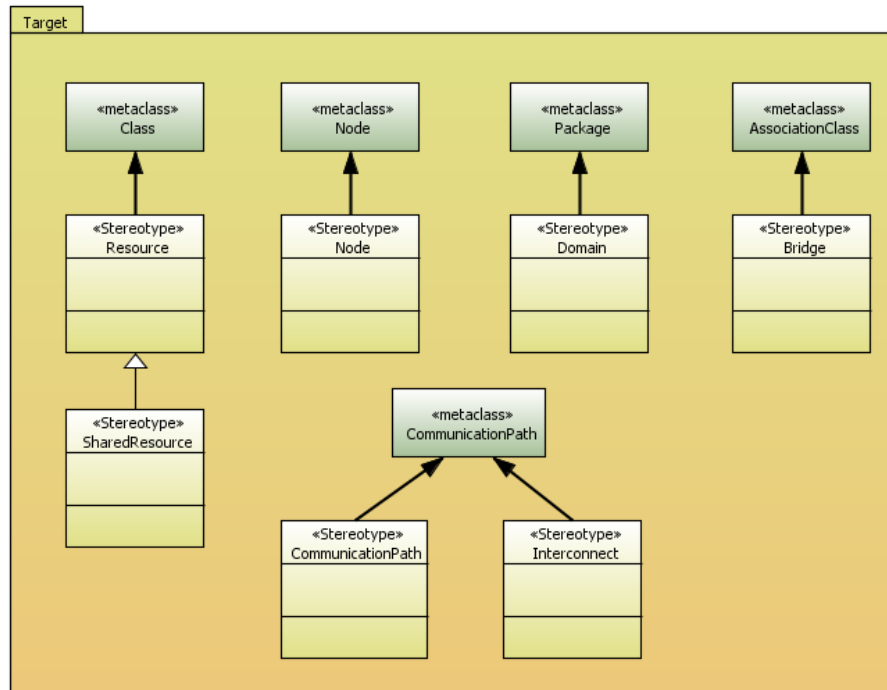 Target
«metaclass»
Class
«metaclass»
Node
«metaclass»
Package
«metaclass»
AssociationClass
«Stereotype»
Resource
«Stereotype»
Node
«Stereotype»
Domain
«Stereotype»
Bridge
«Stereotype»
SharedResource
«metaclass»
CommunicationPath
«Stereotype»
CommunicationPath
«Stereotype»
Interconnect